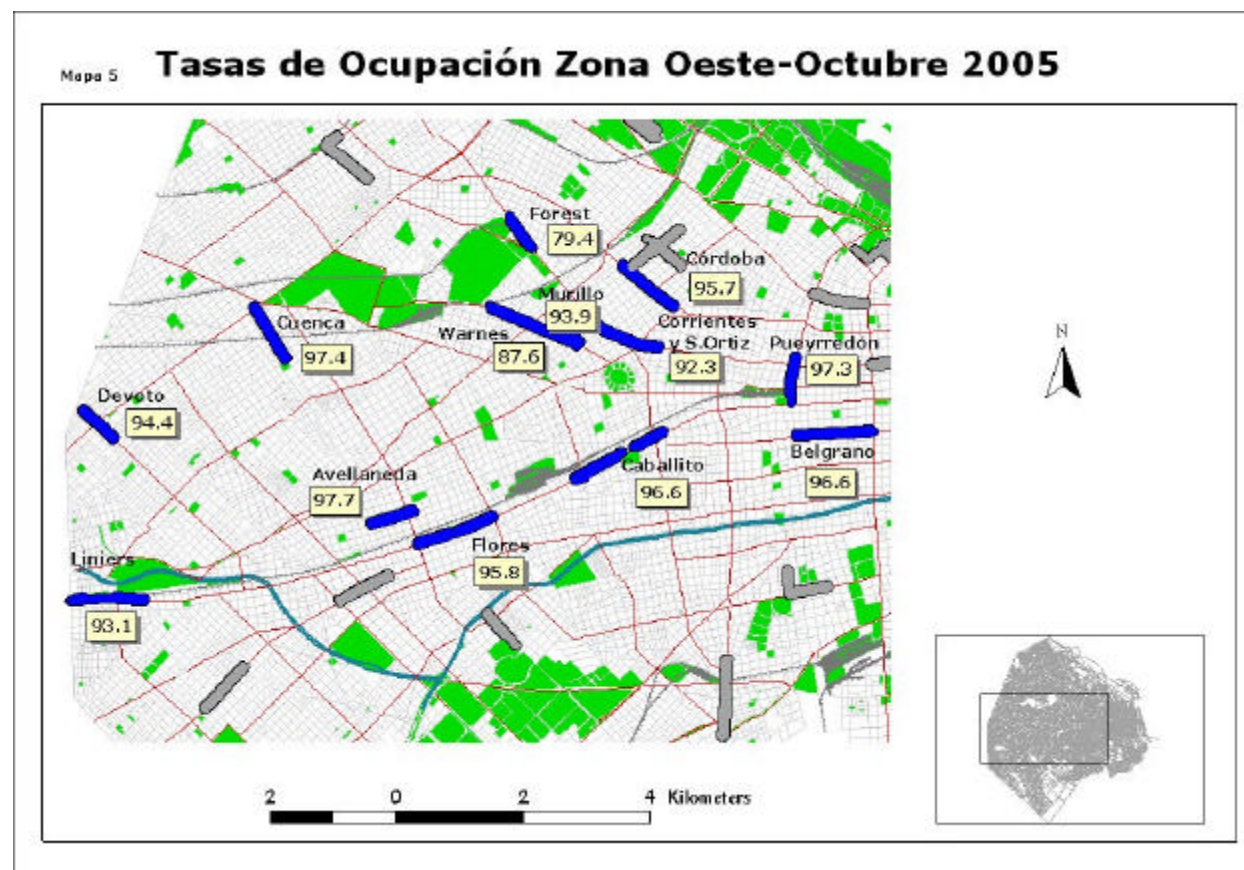 Mapa 5
Tasas de Ocupación Zona Oeste-Octubre 2005
Forest
79.4
Córdoba
95.7
Murillo
93.9
Cuenca
97.4
Warnes
87.6
Corrientes
y S.Ortiz
92.3
Pueyrredón
97.3
Devoto
94.4
Avellaneda
97.7
Caballito
96.6
Belgrano
96.6
Flores
95.8
Liniers
93.1
N
2 0 2 4 Kilometers